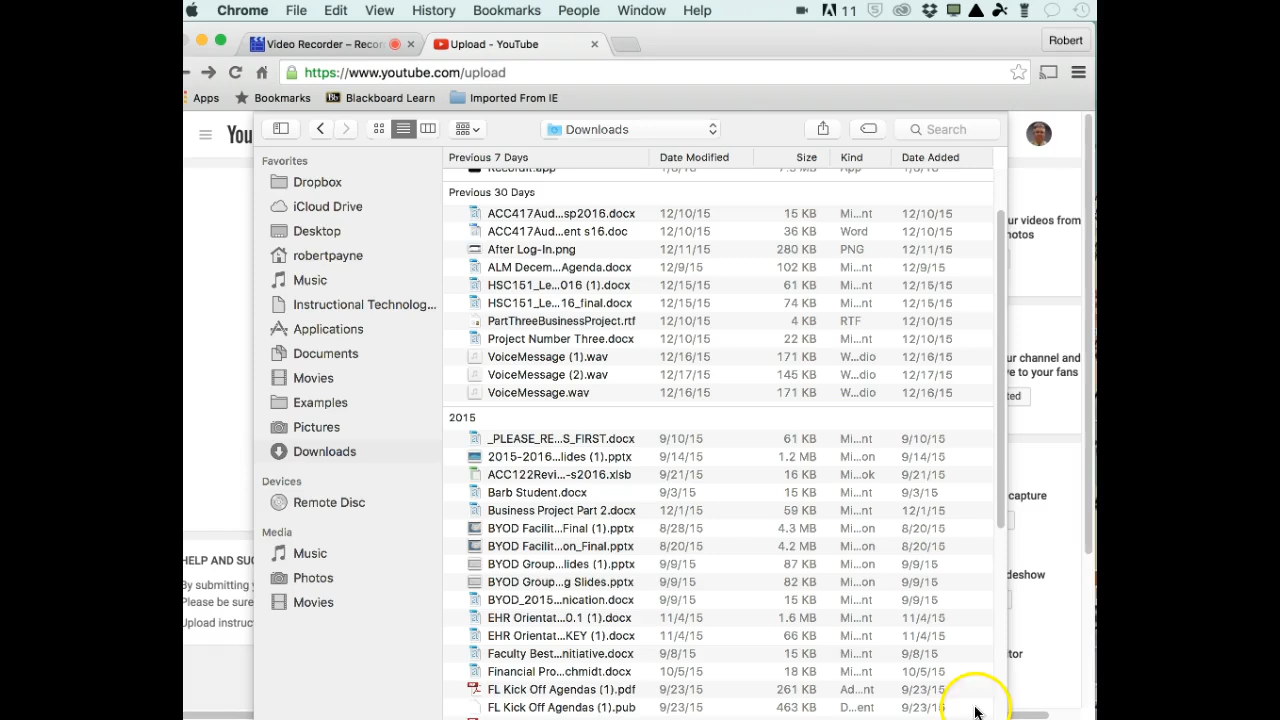 Chrome File Edit View History Bookmarks People Window Help 11
Video Recorder – Recor × Upload - YouTube × Robert
https://www.youtube.com/upload
Apps Bookmarks Bb Blackboard Learn Imported From IE
You Downloads Search
Favorites
Dropbox
iCloud Drive
Desktop
robertpayne
Music
Instructional Technolog...
Applications
Documents
Movies
Examples
Pictures
Downloads
Devices
Remote Disc
Media
Music
Photos
Movies
Previous 7 Days Date Modified Size Kind Date Added
Previous 30 Days
ACC417Aud...sp2016.docx 12/10/15 15 KB Mi...nt 12/10/15
ACC417Aud...ent s16.doc 12/10/15 36 KB Word 12/10/15
After Log-In.png 12/11/15 280 KB PNG 12/11/15
ALM Decem...Agenda.docx 12/9/15 102 KB Mi...nt 12/9/15
HSC151_Le...016 (1).docx 12/15/15 61 KB Mi...nt 12/15/15
HSC151_Le...16_final.docx 12/15/15 74 KB Mi...nt 12/15/15
PartThreeBusinessProject.rtf 12/10/15 4 KB RTF 12/10/15
Project Number Three.docx 12/10/15 22 KB Mi...nt 12/10/15
VoiceMessage (1).wav 12/16/15 171 KB W...dio 12/16/15
VoiceMessage (2).wav 12/17/15 145 KB W...dio 12/17/15
VoiceMessage.wav 12/16/15 171 KB W...dio 12/16/15
2015
_PLEASE_RE...S_FIRST.docx 9/10/15 61 KB Mi...nt 9/10/15
2015-2016...lides (1).pptx 9/14/15 1.2 MB Mi...on 9/14/15
ACC122Revi...-s2016.xlsb 9/21/15 16 KB Mi...ok 9/21/15
Barb Student.docx 9/3/15 15 KB Mi...nt 9/3/15
Business Project Part 2.docx 12/1/15 59 KB Mi...nt 12/1/15
BYOD Facilit...Final (1).pptx 8/28/15 4.3 MB Mi...on 8/20/15
BYOD Facilit...on_Final.pptx 8/20/15 4.2 MB Mi...on 8/20/15
BYOD Group...lides (1).pptx 9/9/15 87 KB Mi...on 9/9/15
BYOD Group...g Slides.pptx 9/9/15 82 KB Mi...on 9/9/15
BYOD_2015...nication.docx 9/9/15 15 KB Mi...nt 9/9/15
EHR Orientat...0.1 (1).docx 11/4/15 1.6 MB Mi...nt 11/4/15
EHR Orientat...KEY (1).docx 11/4/15 66 KB Mi...nt 11/4/15
Faculty Best...nitiative.docx 9/8/15 15 KB Mi...nt 9/8/15
Financial Pro...chmidt.docx 10/5/15 18 KB Mi...nt 10/5/15
FL Kick Off Agendas (1).pdf 9/23/15 261 KB Ad...nt 9/23/15
FL Kick Off Agendas (1).pub 9/23/15 463 KB D...ent 9/23/15
HELP AND SUG
By submitting y
Please be sure
Upload instruc
ur videos from
hotos
ur channel and
ve to your fans
ted
capture
deshow
tor